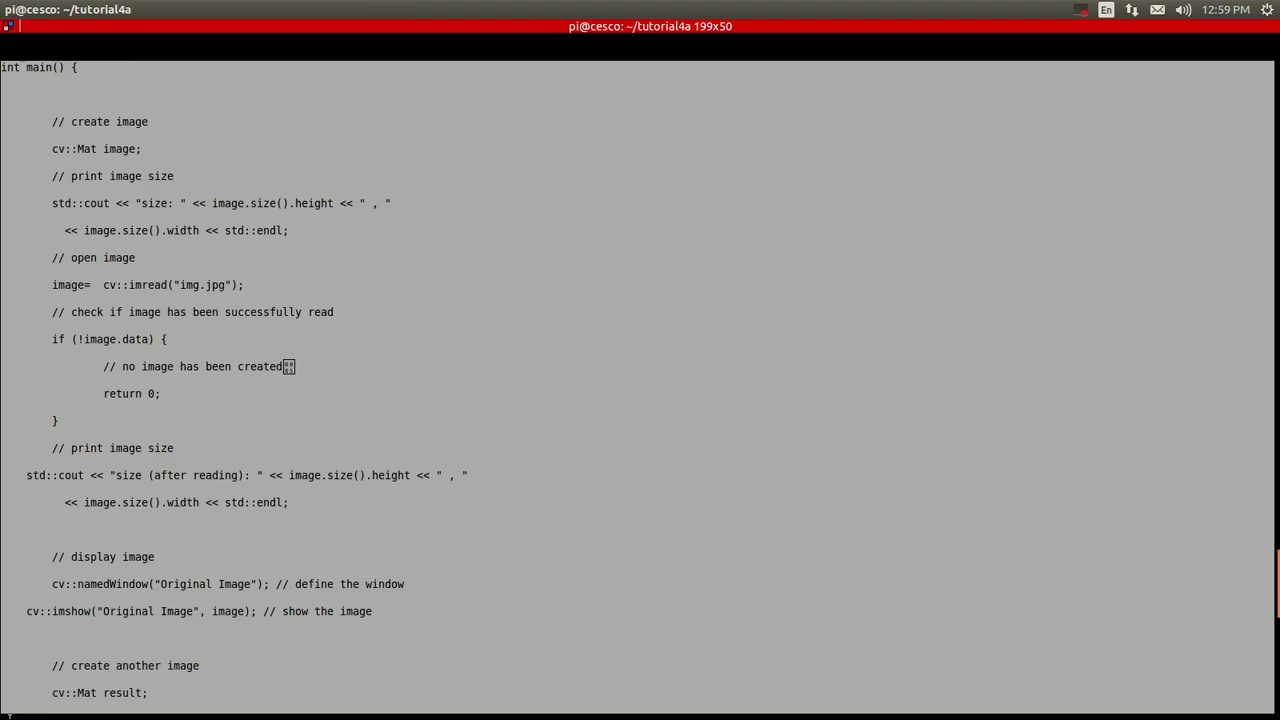 pi@cesco: ~/tutorial4a
En
12:59 PM
pi@cesco: ~/tutorial4a 199x50
int main() {
// create image
cv::Mat image;
// print image size
std::cout << "size: " << image.size().height << " , "
<< image.size().width << std::endl;
// open image
image=  cv::imread("img.jpg");
// check if image has been successfully read
if (!image.data) {
// no image has been created
return 0;
}
// print image size
std::cout << "size (after reading): " << image.size().height << " , "
<< image.size().width << std::endl;
// display image
cv::namedWindow("Original Image"); // define the window
cv::imshow("Original Image", image); // show the image
// create another image
cv::Mat result;